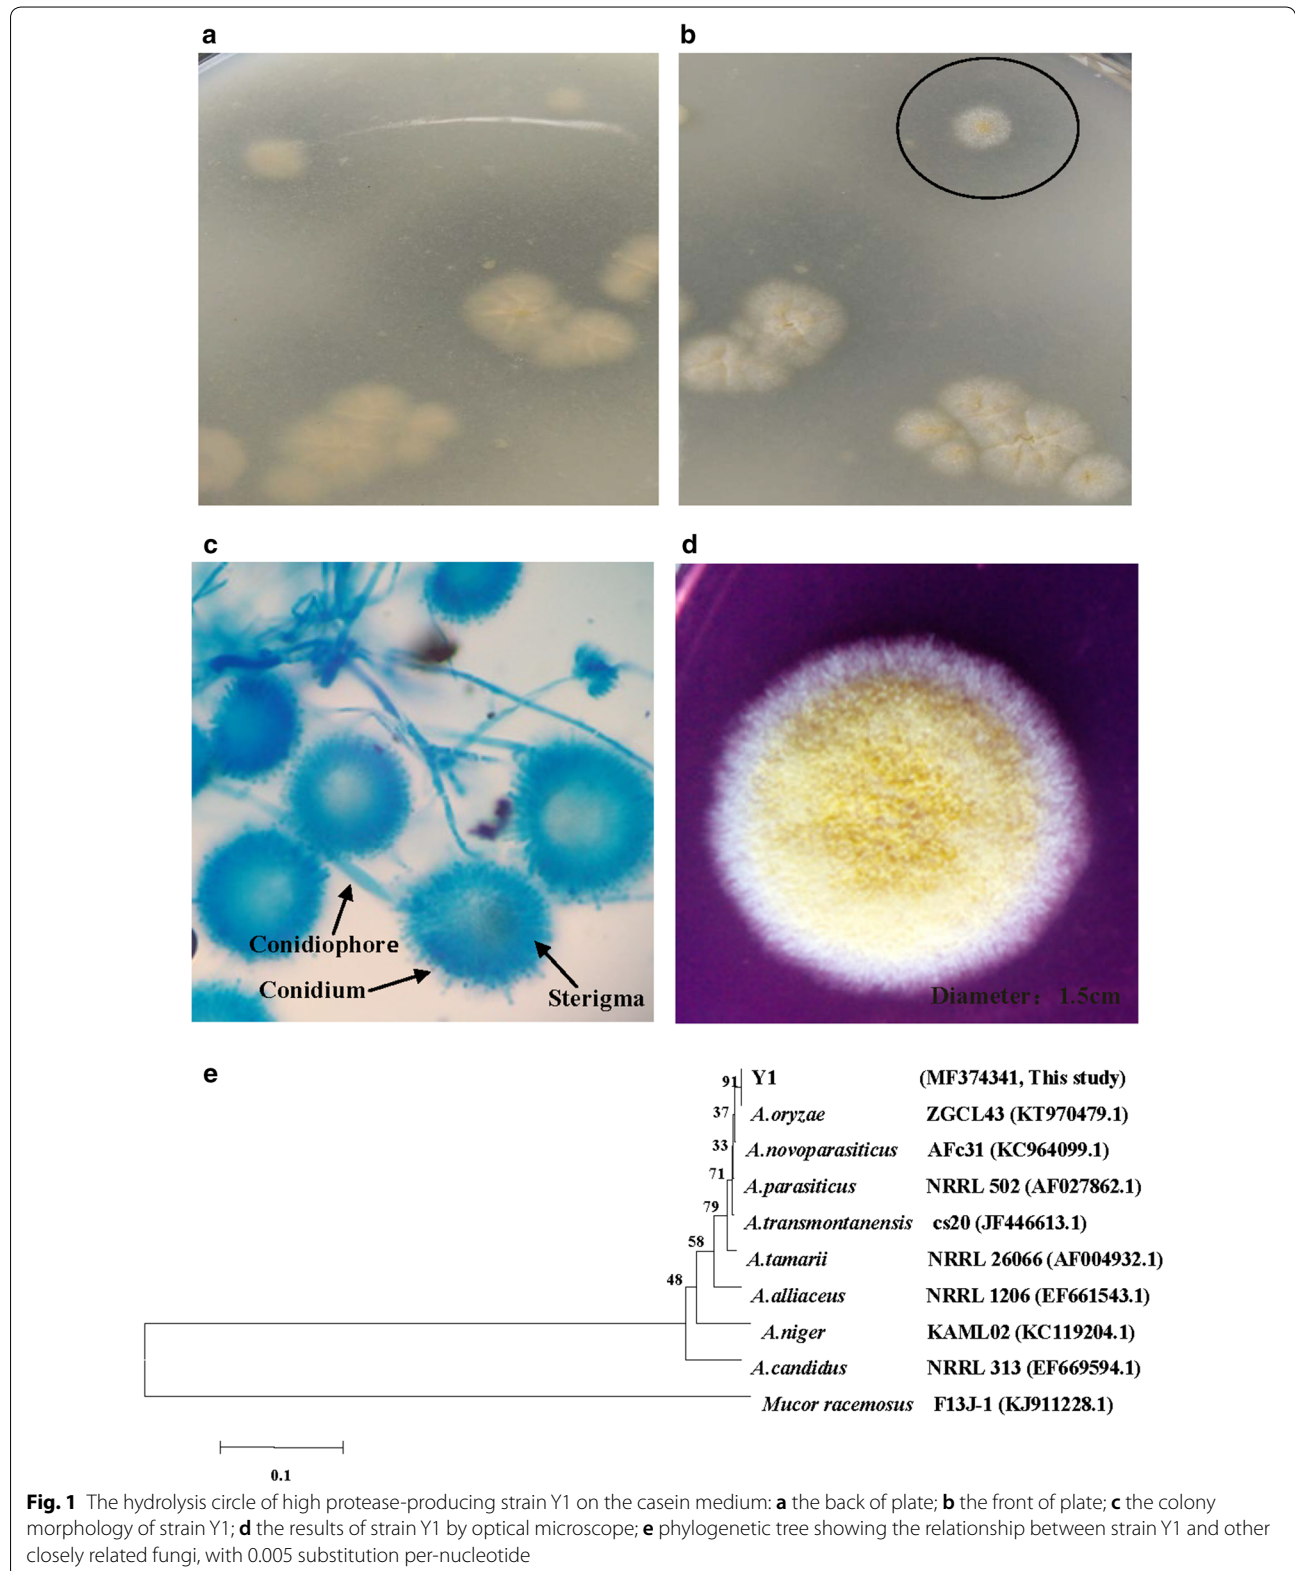 a
b
c
d
Conidiophore
Conidium
Sterigma
Diameter： 1.5cm
e
91 Y1 (MF374341, This study)
37 A.oryzae ZGCL43 (KT970479.1)
33 A.novoparasiticus AFc31 (KC964099.1)
71 A.parasiticus NRRL 502 (AF027862.1)
79 A.transmontanensis cs20 (JF446613.1)
58 A.tamarii NRRL 26066 (AF004932.1)
48 A.alliaceus NRRL 1206 (EF661543.1)
A.niger KAML02 (KC119204.1)
A.candidus NRRL 313 (EF669594.1)
Mucor racemosus F13J-1 (KJ911228.1)
0.1
Fig. 1 The hydrolysis circle of high protease-producing strain Y1 on the casein medium: a the back of plate; b the front of plate; c the colony
morphology of strain Y1; d the results of strain Y1 by optical microscope; e phylogenetic tree showing the relationship between strain Y1 and other
closely related fungi, with 0.005 substitution per-nucleotide